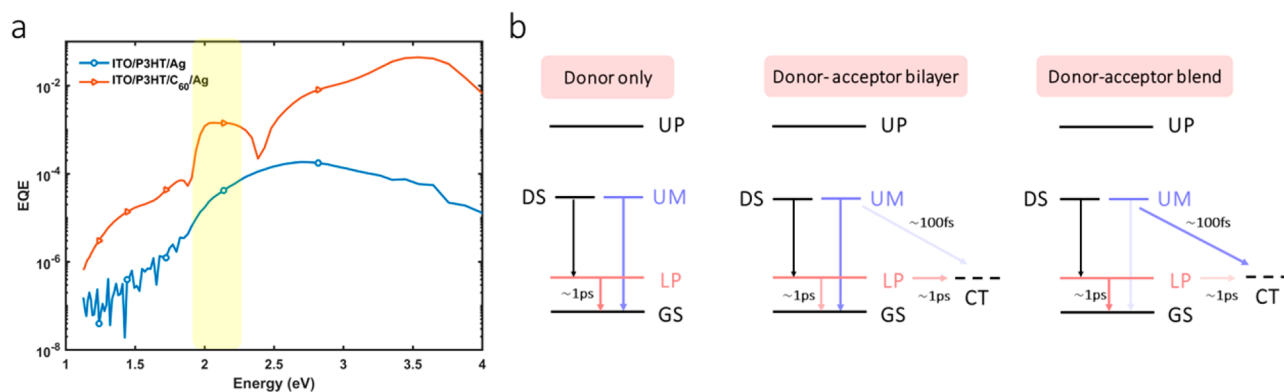 a
ITO/P3HT/Ag
ITO/P3HT/C60/Ag
EQE
10-2
10-4
10-6
10-8
1
1.5
2
2.5
3
3.5
4
Energy (eV)
b
Donor only
UP
DS
UM
LP
~1ps
GS
Donor- acceptor bilayer
UP
DS
UM
~100fs
LP
~1ps
~1ps
CT
GS
Donor-acceptor blend
UP
DS
UM
~100fs
LP
~1ps
~1ps
CT
GS